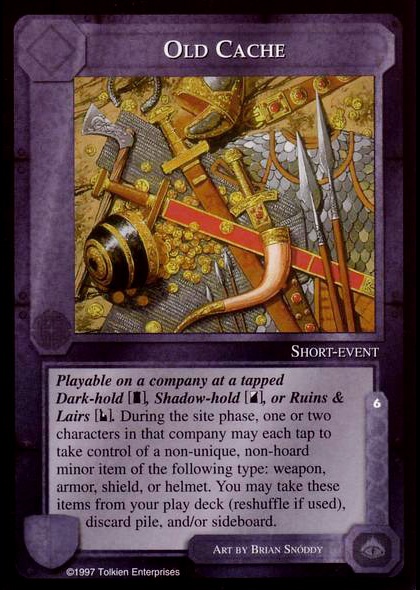 OLD CACHE
SHORT-EVENT
Playable on a company at a tapped
Dark-hold [], Shadow-hold [], or Ruins &
Lairs []. During the site phase, one or two
characters in that company may each tap to
take control of a non-unique, non-hoard
minor item of the following type: weapon,
armor, shield, or helmet. You may take these
items from your play deck (reshuffle if used),
discard pile, and/or sideboard.
6
ART BY BRIAN SNÓDDY
©1997 Tolkien Enterprises